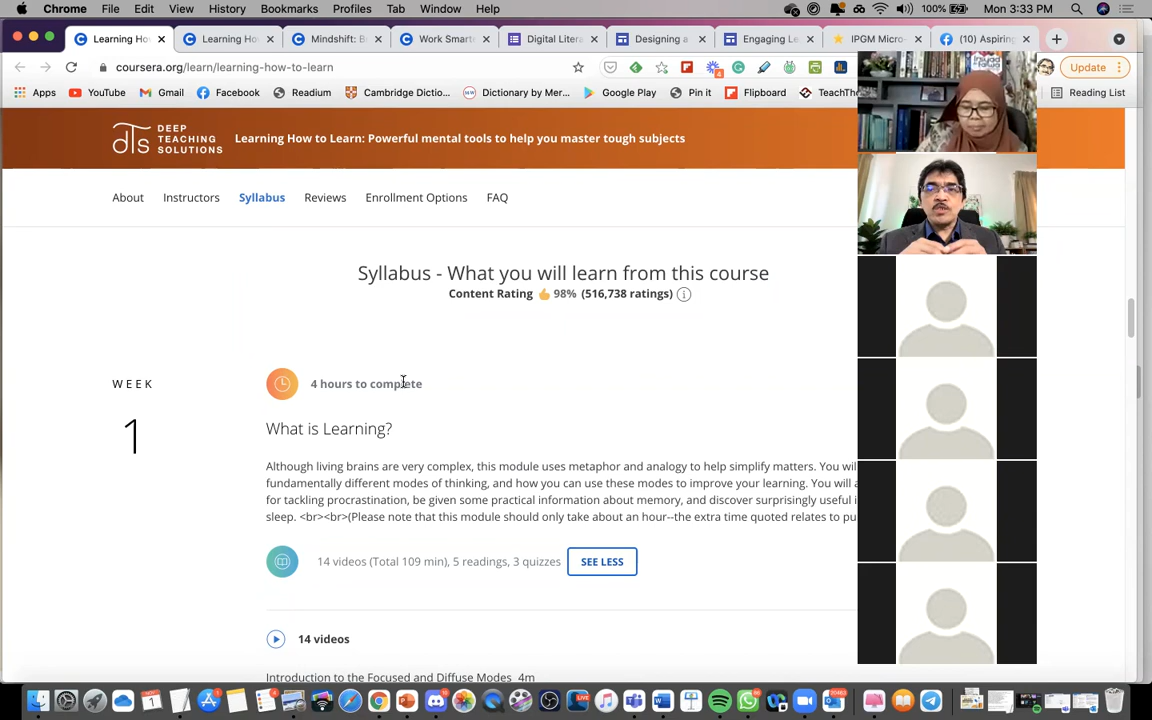 Chrome File Edit View History Bookmarks Profiles Tab Window Help 100% Mon 3:33 PM
Learning Ho Learning Ho Mindshift: B Work Smart Digital Litera Designing a Engaging Le IPGM Micro- (10) Aspiring
coursera.org/learn/learning-how-to-learn 4 Update
Apps YouTube Gmail Facebook Readium Cambridge Dictio... Dictionary by Mer... Google Play Pin it Flipboard TeachTh Reading List
DEEP
TEACHING
SOLUTIONS
dTs
Learning How to Learn: Powerful mental tools to help you master tough subjects
About Instructors Syllabus Reviews Enrollment Options FAQ
Syllabus - What you will learn from this course
Content Rating 98% (516,738 ratings)
WEEK
1
4 hours to complete
What is Learning?
Although living brains are very complex, this module uses metaphor and analogy to help simplify matters. You wil
fundamentally different modes of thinking, and how you can use these modes to improve your learning. You will a
for tackling procrastination, be given some practical information about memory, and discover surprisingly useful i
sleep. <br><br>(Please note that this module should only take about an hour--the extra time quoted relates to pu
14 videos (Total 109 min), 5 readings, 3 quizzes SEE LESS
14 videos
Introduction to the Focused and Diffuse Modes 4m